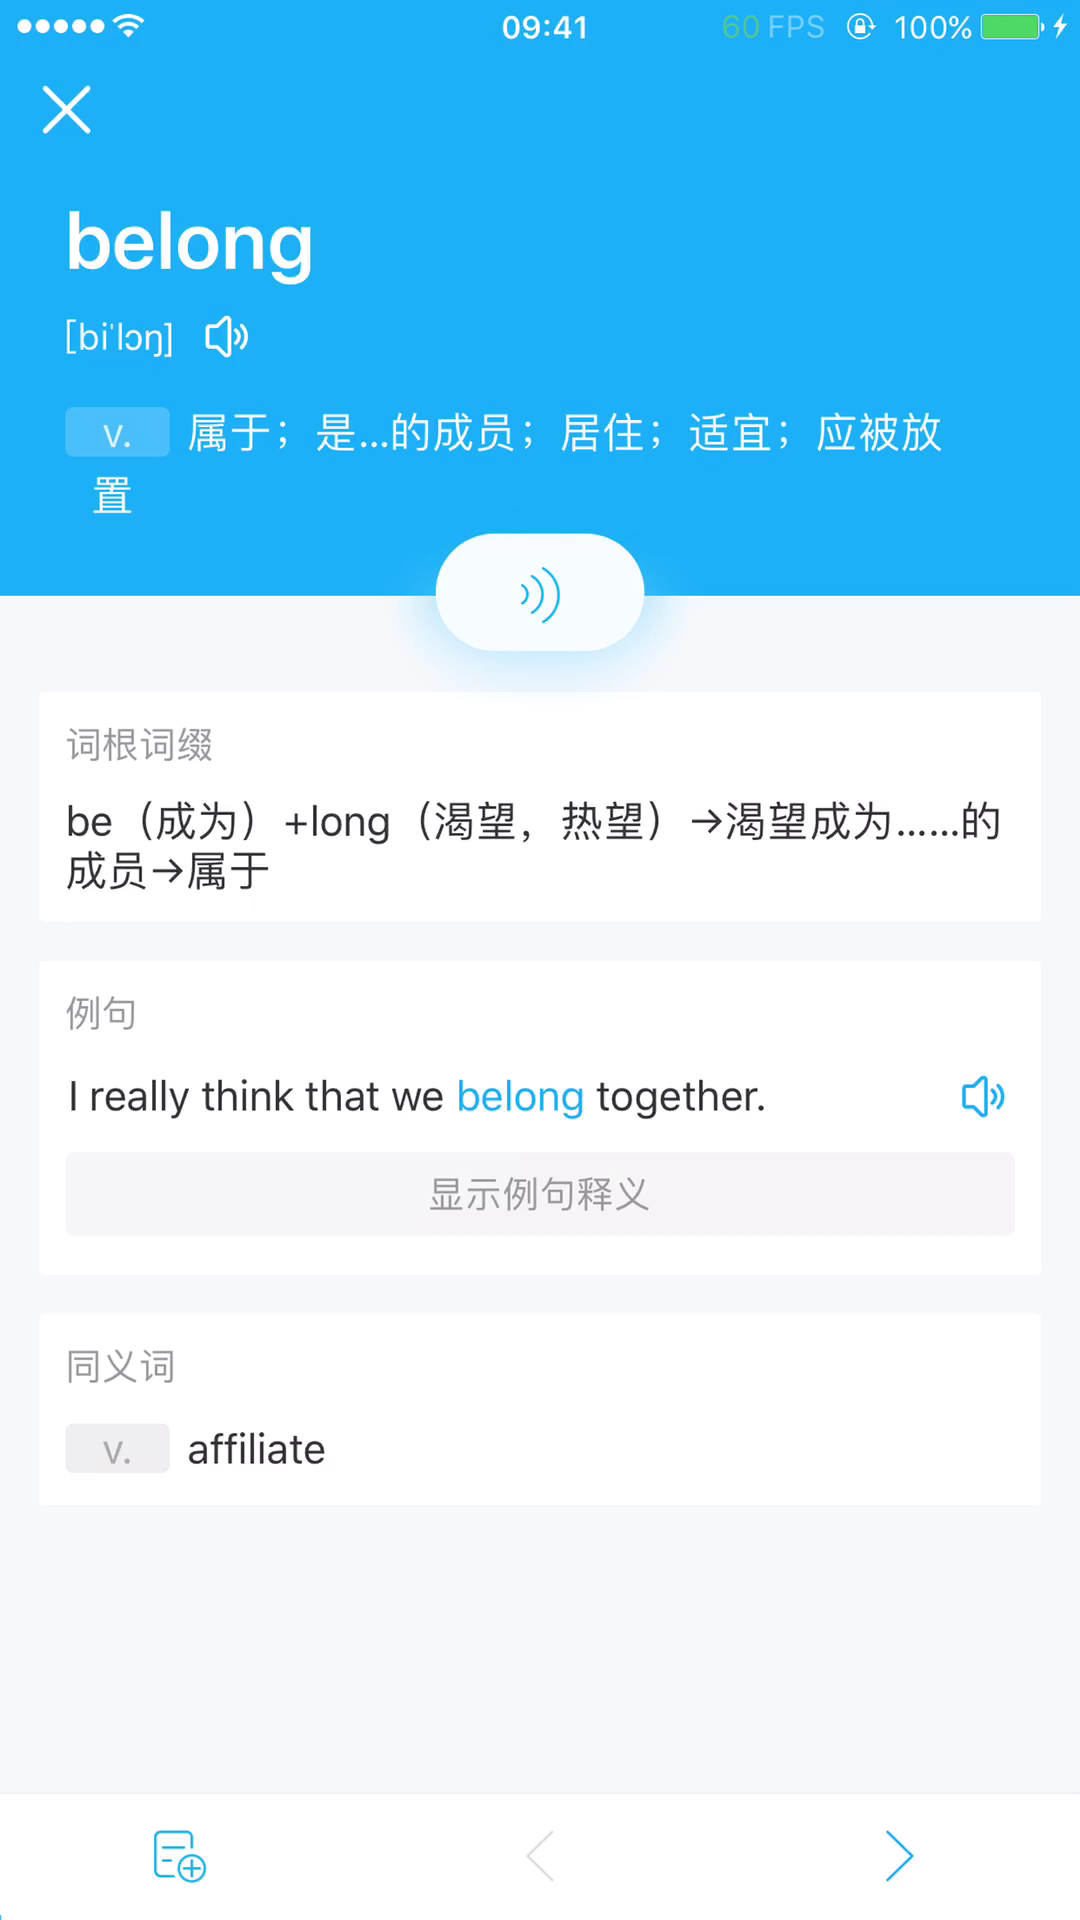 09:41
60 FPS
100%
belong
[biˈlɔŋ]
v. 属于；是...的成员；居住；适宜；应被放
置
词根词缀
be（成为）+long（渴望，热望）→渴望成为......的
成员→属于
例句
I really think that we belong together.
显示例句释义
同义词
v. affiliate